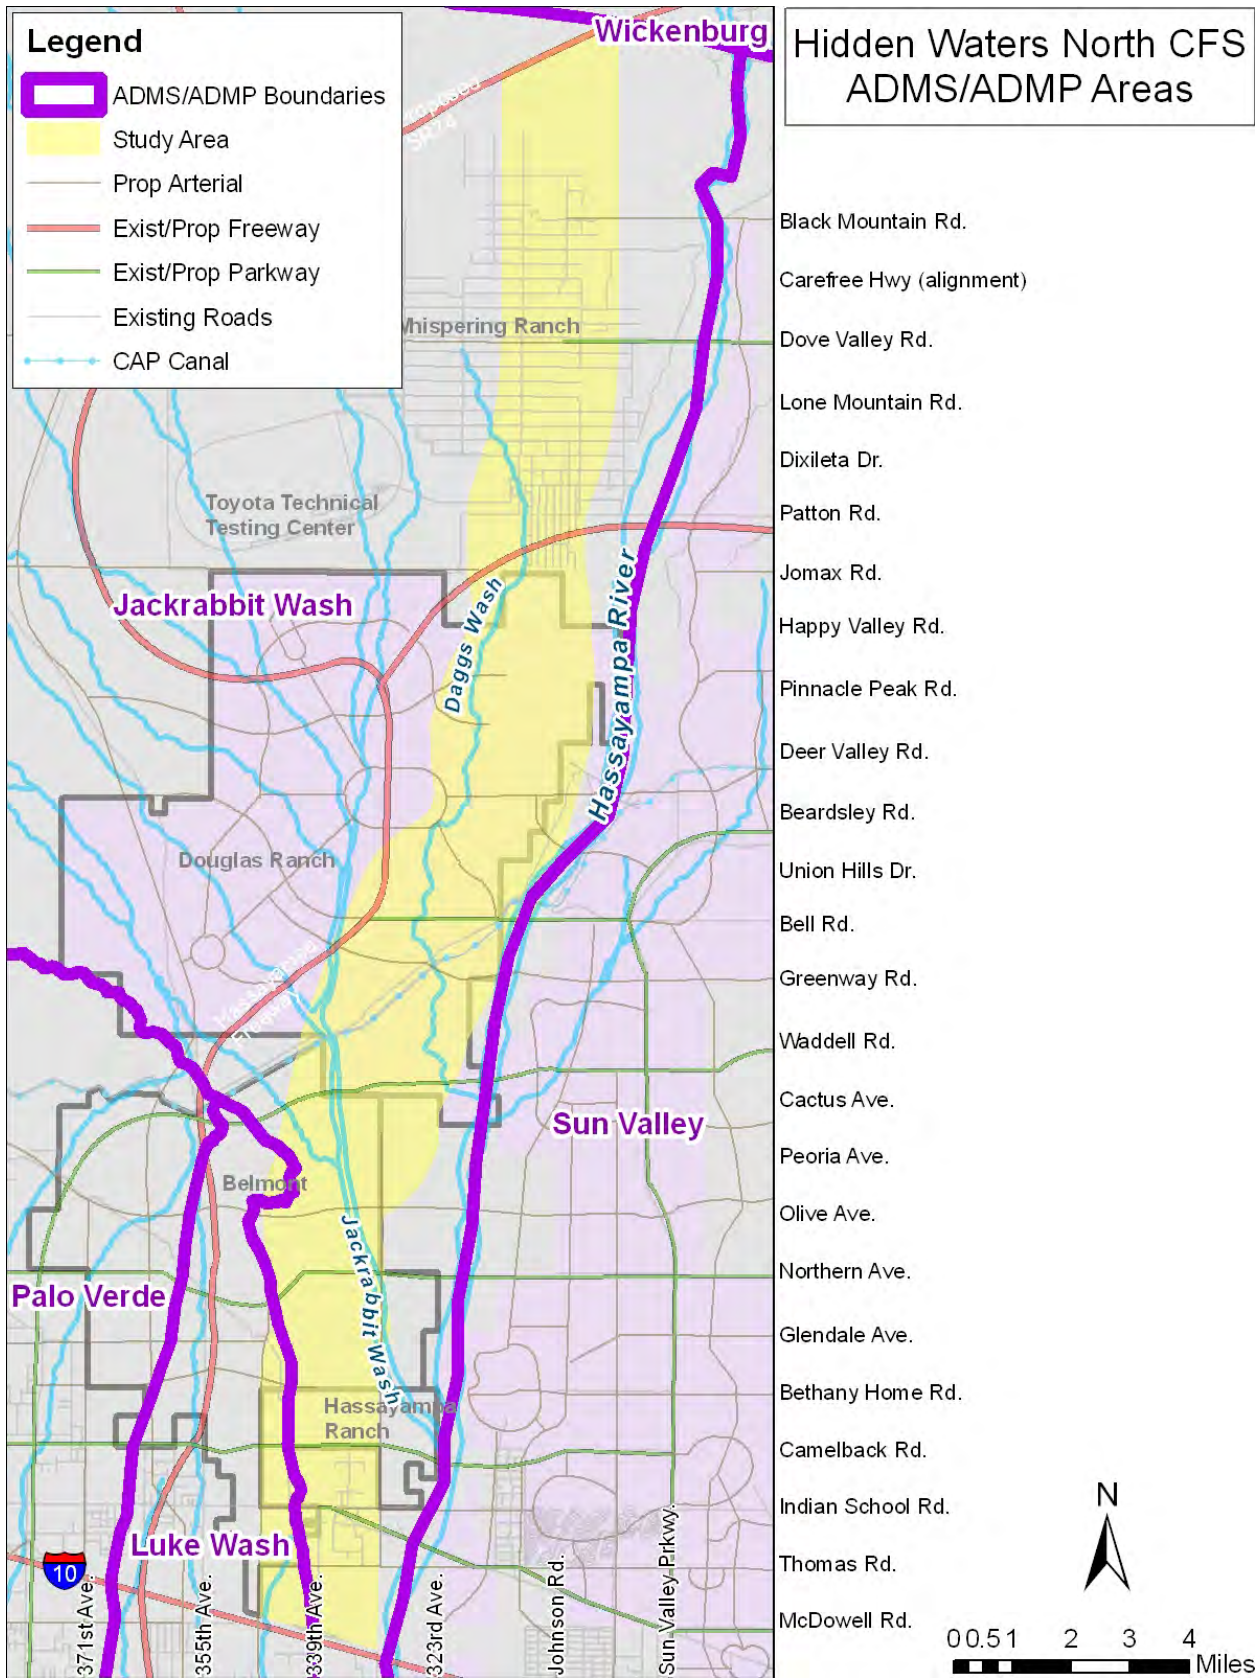 Legend
ADMS/ADMP Boundaries
Study Area
Prop Arterial
Exist/Prop Freeway
Exist/Prop Parkway
Existing Roads
CAP Canal
Hidden Waters North CFS
ADMS/ADMP Areas
Wickenburg
SR74
Whispering Ranch
Toyota Technical
Testing Center
Jackrabbit Wash
Daggs Wash
Hassayampa River
Douglas Ranch
Hassayampa
Freeway
Sun Valley
Belmont
Jackrabbit Wash
Palo Verde
Hassayampa
Ranch
Luke Wash
10
371st Ave.
355th Ave.
339th Ave.
323rd Ave.
Johnson Rd.
Sun Valley Prkwy.
Black Mountain Rd.
Carefree Hwy (alignment)
Dove Valley Rd.
Lone Mountain Rd.
Dixileta Dr.
Patton Rd.
Jomax Rd.
Happy Valley Rd.
Pinnacle Peak Rd.
Deer Valley Rd.
Beardsley Rd.
Union Hills Dr.
Bell Rd.
Greenway Rd.
Waddell Rd.
Cactus Ave.
Peoria Ave.
Olive Ave.
Northern Ave.
Glendale Ave.
Bethany Home Rd.
Camelback Rd.
Indian School Rd.
Thomas Rd.
McDowell Rd.
N
0 0.5 1 2 3 4
Miles